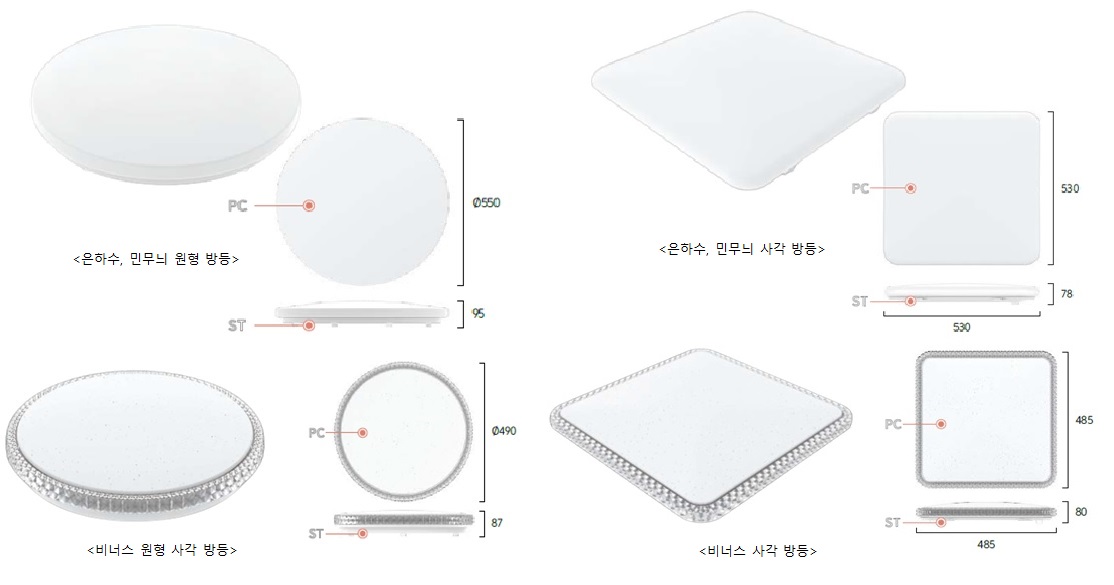 PC
Ø550
<은하수, 민무늬 원형 방등>
ST
95
PC
530
<은하수, 민무늬 사각 방등>
ST
78
530
PC
Ø490
ST
87
<비너스 원형 사각 방등>
PC
485
ST
80
485
<비너스 사각 방등>